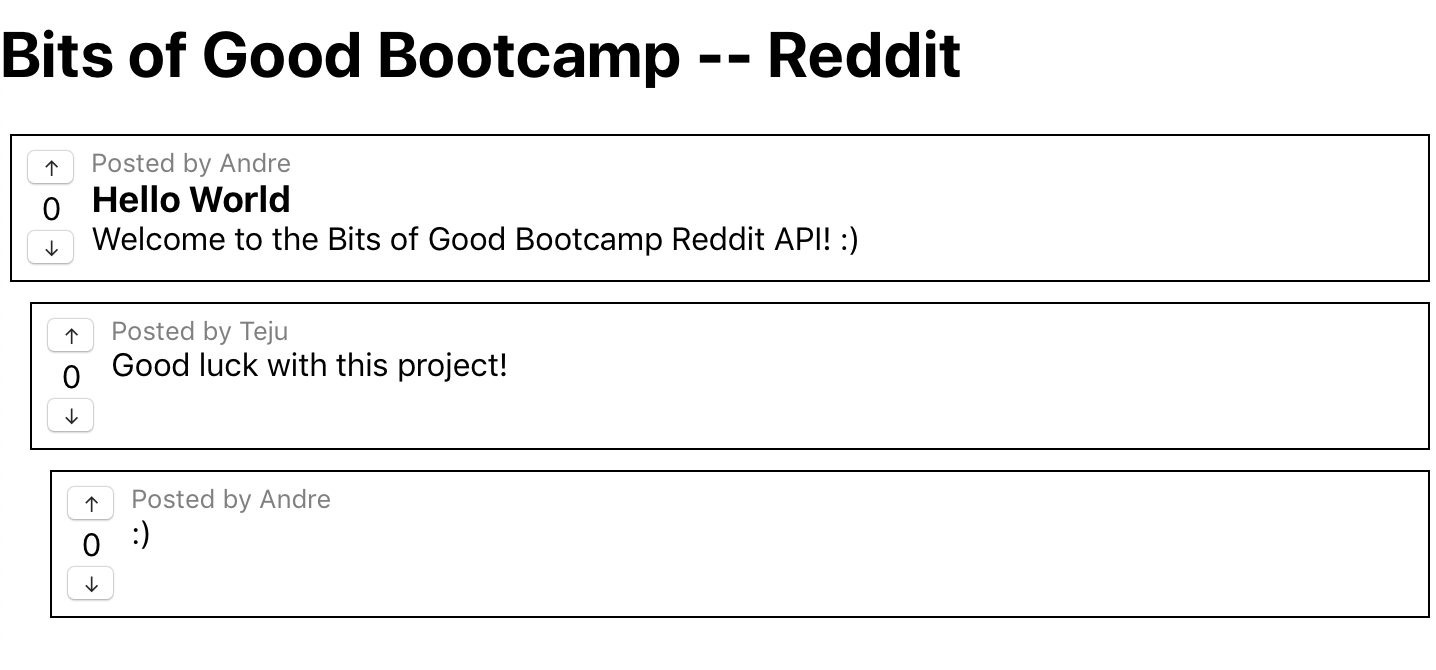 Bits of Good Bootcamp -- Reddit
↑
Posted by Andre
Hello World
0
Welcome to the Bits of Good Bootcamp Reddit API! :)
↓
↑
Posted by Teju
Good luck with this project!
0
↓
↑
Posted by Andre
:)
0
↓